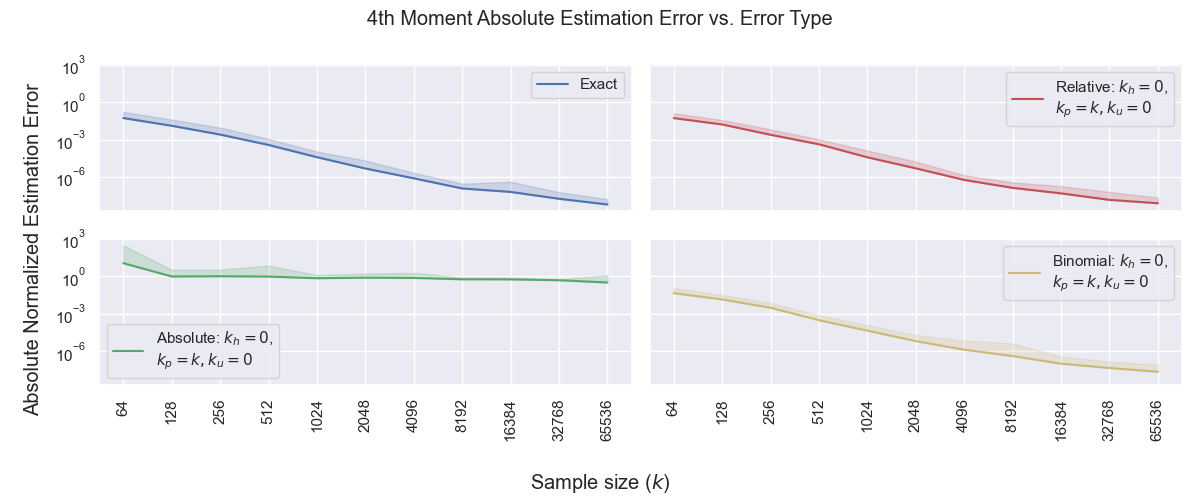 4th Moment Absolute Estimation Error vs. Error Type
Absolute Normalized Estimation Error
10^3
10^0
10^−3
10^−6
Exact
Relative: k_h = 0,
k_p = k, k_u = 0
10^3
10^0
10^−3
10^−6
Absolute: k_h = 0,
k_p = k, k_u = 0
Binomial: k_h = 0,
k_p = k, k_u = 0
64 128 256 512 1024 2048 4096 8192 16384 32768 65536
64 128 256 512 1024 2048 4096 8192 16384 32768 65536
Sample size (k)